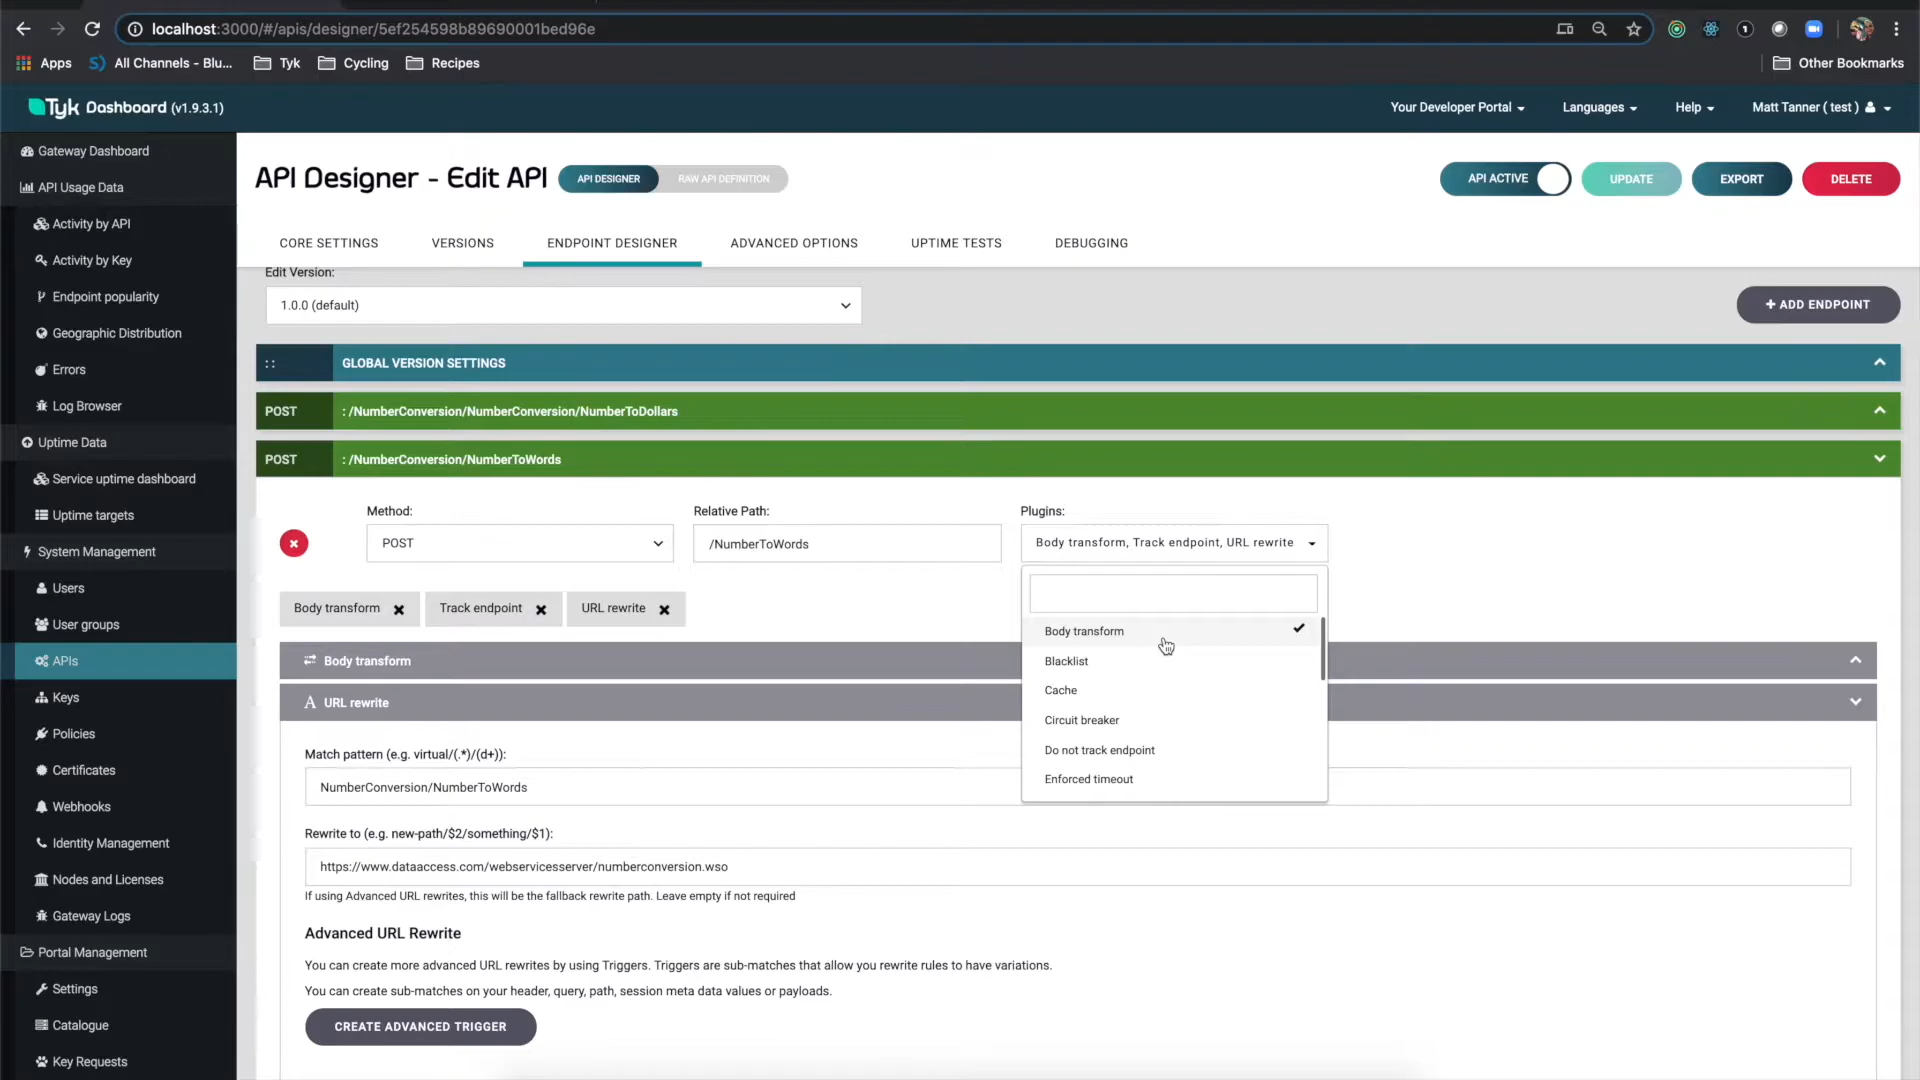 localhost:3000/#/apis/designer/5ef254598b89690001bed96e
Apps
All Channels - Blu...
Tyk
Cycling
Recipes
Other Bookmarks
Tyk Dashboard (v1.9.3.1)
Your Developer Portal
Languages
Help
Matt Tanner ( test )
Gateway Dashboard
API Usage Data
Activity by API
Activity by Key
Endpoint popularity
Geographic Distribution
Errors
Log Browser
Uptime Data
Service uptime dashboard
Uptime targets
System Management
Users
User groups
APIs
Keys
Policies
Certificates
Webhooks
Identity Management
Nodes and Licenses
Gateway Logs
Portal Management
Settings
Catalogue
Key Requests
API Designer - Edit API
API DESIGNER
RAW API DEFINITION
API ACTIVE
UPDATE
EXPORT
DELETE
CORE SETTINGS
VERSIONS
ENDPOINT DESIGNER
ADVANCED OPTIONS
UPTIME TESTS
DEBUGGING
Edit Version:
1.0.0 (default)
+ ADD ENDPOINT
:: GLOBAL VERSION SETTINGS
POST : /NumberConversion/NumberConversion/NumberToDollars
POST : /NumberConversion/NumberToWords
Method:
POST
Relative Path:
/NumberToWords
Plugins:
Body transform, Track endpoint, URL rewrite
Body transform
Blacklist
Cache
Circuit breaker
Do not track endpoint
Enforced timeout
Body transform
Track endpoint
URL rewrite
Body transform
A URL rewrite
Match pattern (e.g. virtual/(.*)/(d+)):
NumberConversion/NumberToWords
Rewrite to (e.g. new-path/$2/something/$1):
https://www.dataaccess.com/webservicesserver/numberconversion.wso
If using Advanced URL rewrites, this will be the fallback rewrite path. Leave empty if not required
Advanced URL Rewrite
You can create more advanced URL rewrites by using Triggers. Triggers are sub-matches that allow you rewrite rules to have variations.
You can create sub-matches on your header, query, path, session meta data values or payloads.
CREATE ADVANCED TRIGGER